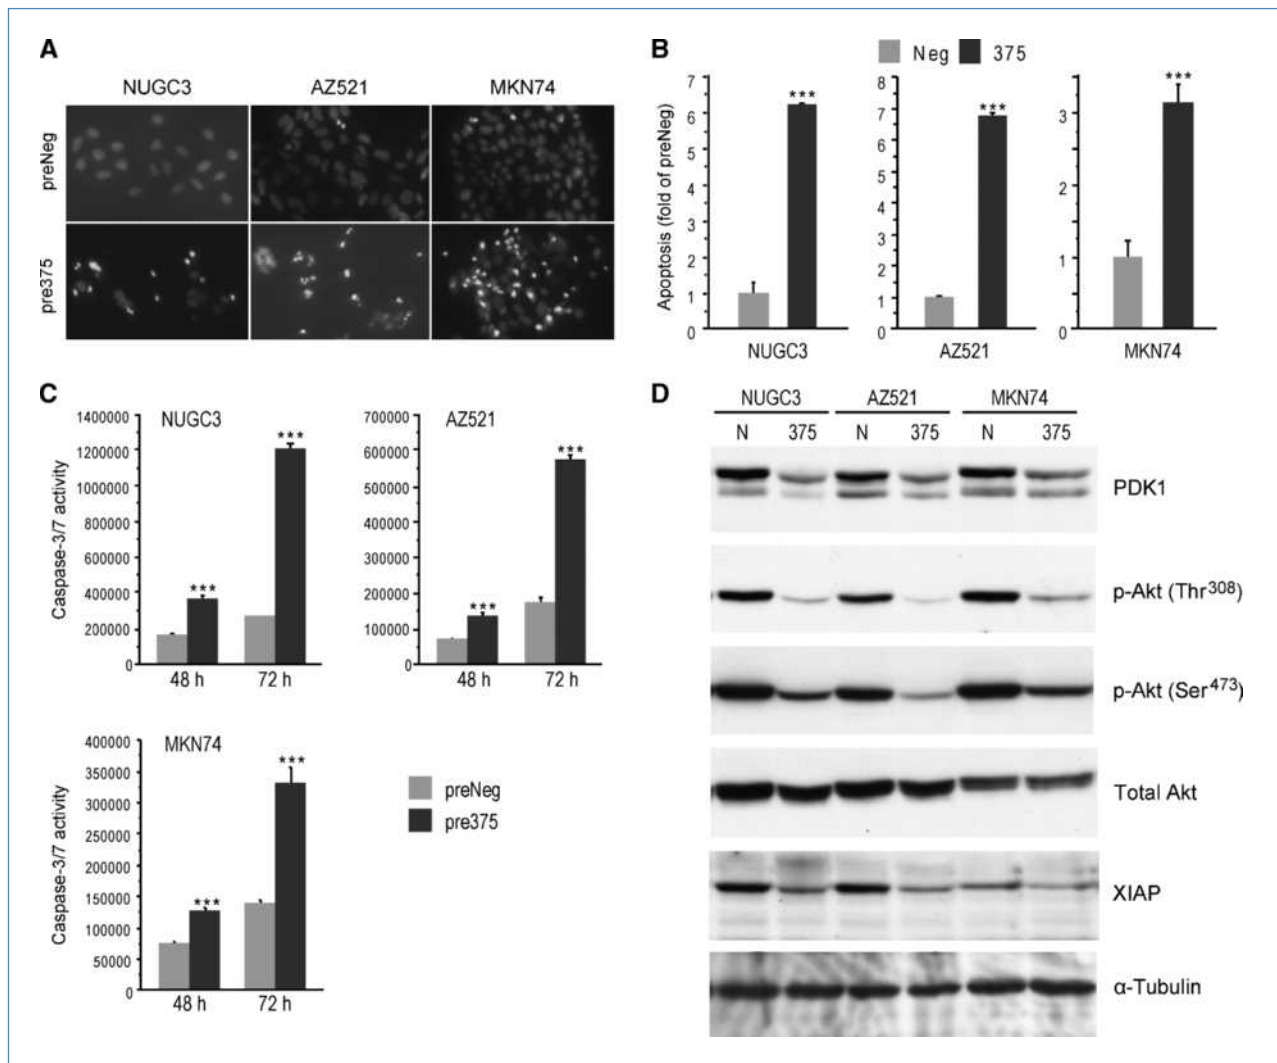 A
NUGC3 AZ521 MKN74
preNeg
pre375
B
Neg 375
Apoptosis (fold of preNeg)
7
6
5
4
3
2
1
0
NUGC3
8
7
6
5
4
3
2
1
0
AZ521
3
2
1
0
MKN74
***
***
***
C
Caspase-3/7 activity
1400000
1200000
1000000
800000
600000
400000
200000
0
NUGC3
***
***
48 h 72 h
700000
600000
500000
400000
300000
200000
100000
0
AZ521
***
***
48 h 72 h
Caspase-3/7 activity
400000
350000
300000
250000
200000
150000
100000
50000
0
MKN74
***
***
48 h 72 h
preNeg
pre375
D
NUGC3 AZ521 MKN74
N 375 N 375 N 375
PDK1
p-Akt (Thr308)
p-Akt (Ser473)
Total Akt
XIAP
α-Tubulin